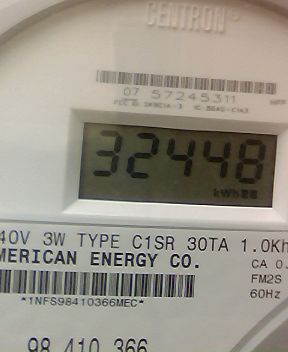 CENTRON®
07 57245311
32448
kWh
40V 3W TYPE C1SR 30TA 1.0Kh
MERICAN ENERGY CO.
CA 0.
FM2S
*1NFS98410366MEC*
60Hz
98 410 366